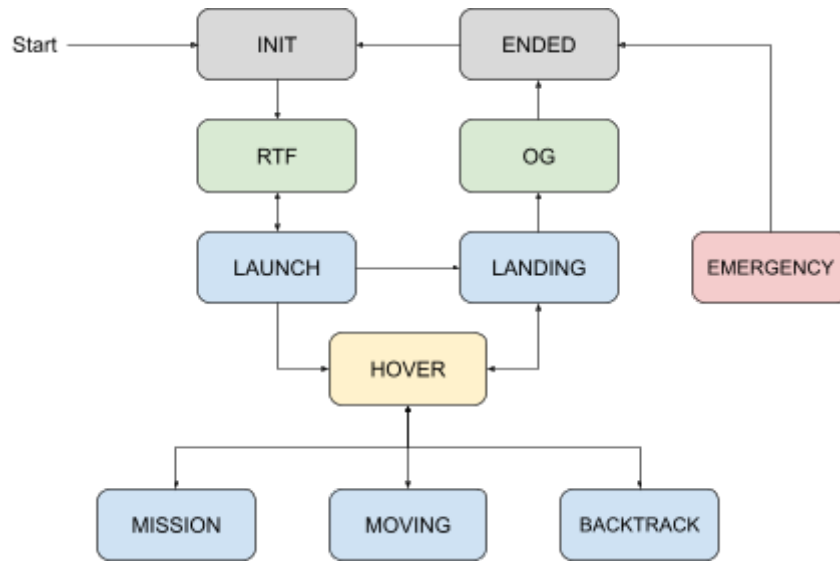 Start
INIT
ENDED
RTF
OG
LAUNCH
LANDING
EMERGENCY
HOVER
MISSION
MOVING
BACKTRACK